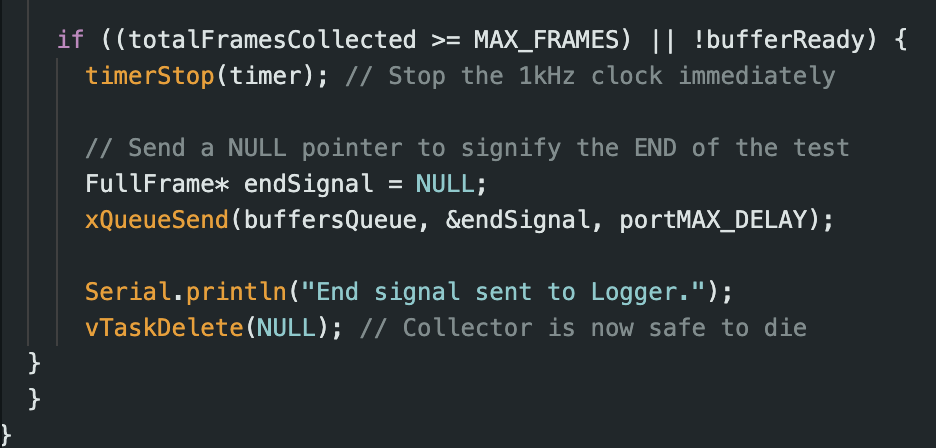 if ((totalFramesCollected >= MAX_FRAMES) || !bufferReady) {
timerStop(timer); // Stop the 1kHz clock immediately
// Send a NULL pointer to signify the END of the test
FullFrame* endSignal = NULL;
xQueueSend(buffersQueue, &endSignal, portMAX_DELAY);
Serial.println("End signal sent to Logger.");
vTaskDelete(NULL); // Collector is now safe to die
}
}
}